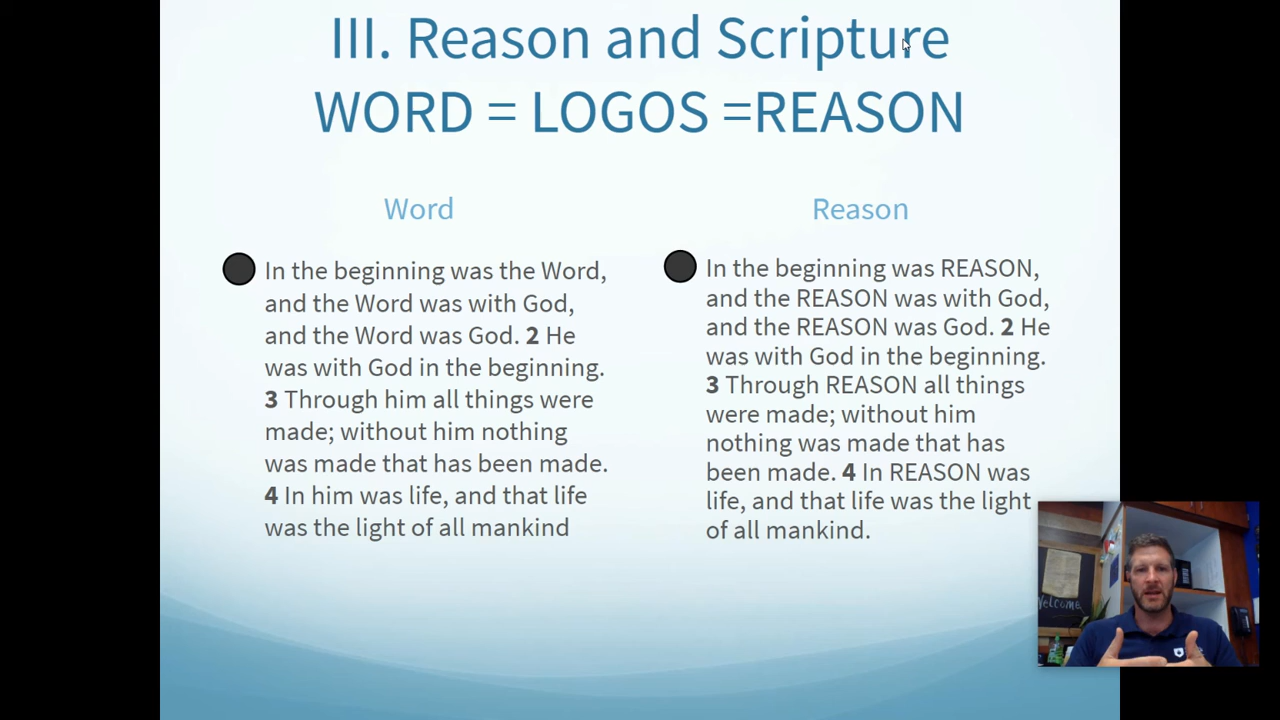 III. Reason and Scripture
WORD = LOGOS =REASON
Word
In the beginning was the Word,
and the Word was with God,
and the Word was God. 2 He
was with God in the beginning.
3 Through him all things were
made; without him nothing
was made that has been made.
4 In him was life, and that life
was the light of all mankind
Reason
In the beginning was REASON,
and the REASON was with God,
and the REASON was God. 2 He
was with God in the beginning.
3 Through REASON all things
were made; without him
nothing was made that has
been made. 4 In REASON was
life, and that life was the light
of all mankind.
Welcome